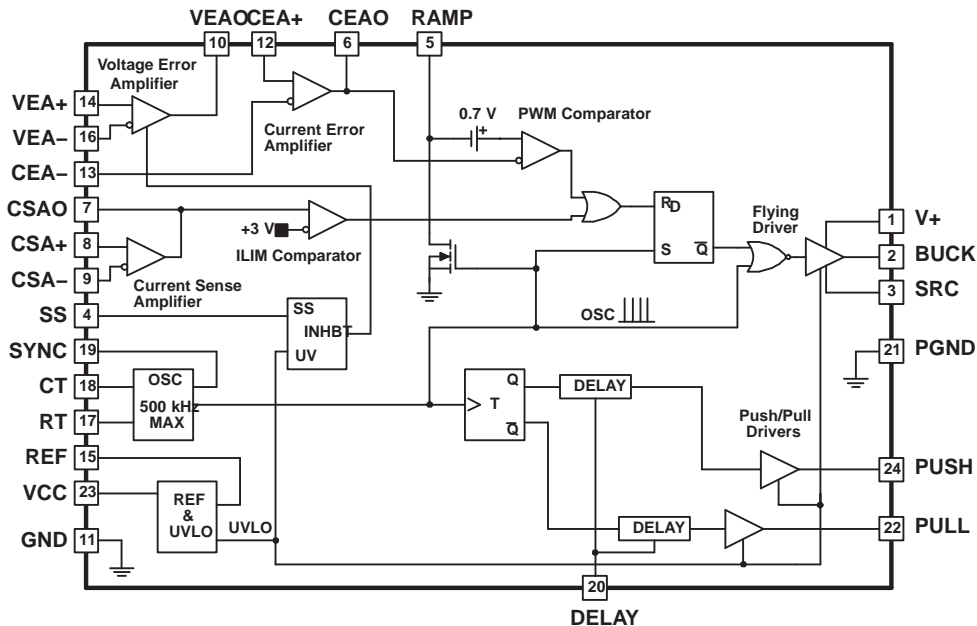 VEAO CEA+ CEAO RAMP
10 12 6 5
Voltage Error
Amplifier
VEA+ 14
VEA– 16
CEA– 13
Current Error
Amplifier
0.7 V
+
PWM Comparator
CSAO 7
+3 V
ILIM Comparator
CSA+ 8
CSA– 9
Current Sense
Amplifier
RD
S
Q
Flying
Driver
1 V+
2 BUCK
3 SRC
SS 4
SS
INHBT
UV
OSC
SYNC 19
CT 18
RT 17
OSC
500 kHz
MAX
21 PGND
T
Q
Q
DELAY
Push/Pull
Drivers
REF 15
VCC 23
GND 11
REF
&
UVLO
UVLO
24 PUSH
DELAY
22 PULL
20
DELAY